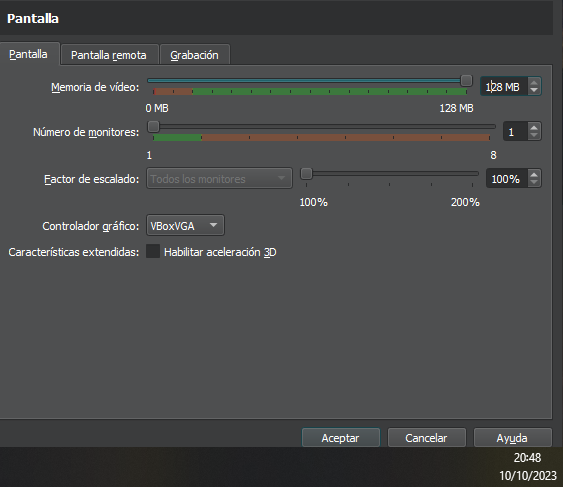 Pantalla
Pantalla Pantalla remota Grabación
Memoria de vídeo: 128 MB
0 MB 128 MB
Número de monitores: 1
1 8
Factor de escalado: Todos los monitores 100%
100% 200%
Controlador gráfico: VBoxVGA
Características extendidas: Habilitar aceleración 3D
Aceptar Cancelar Ayuda
20:48
10/10/2023